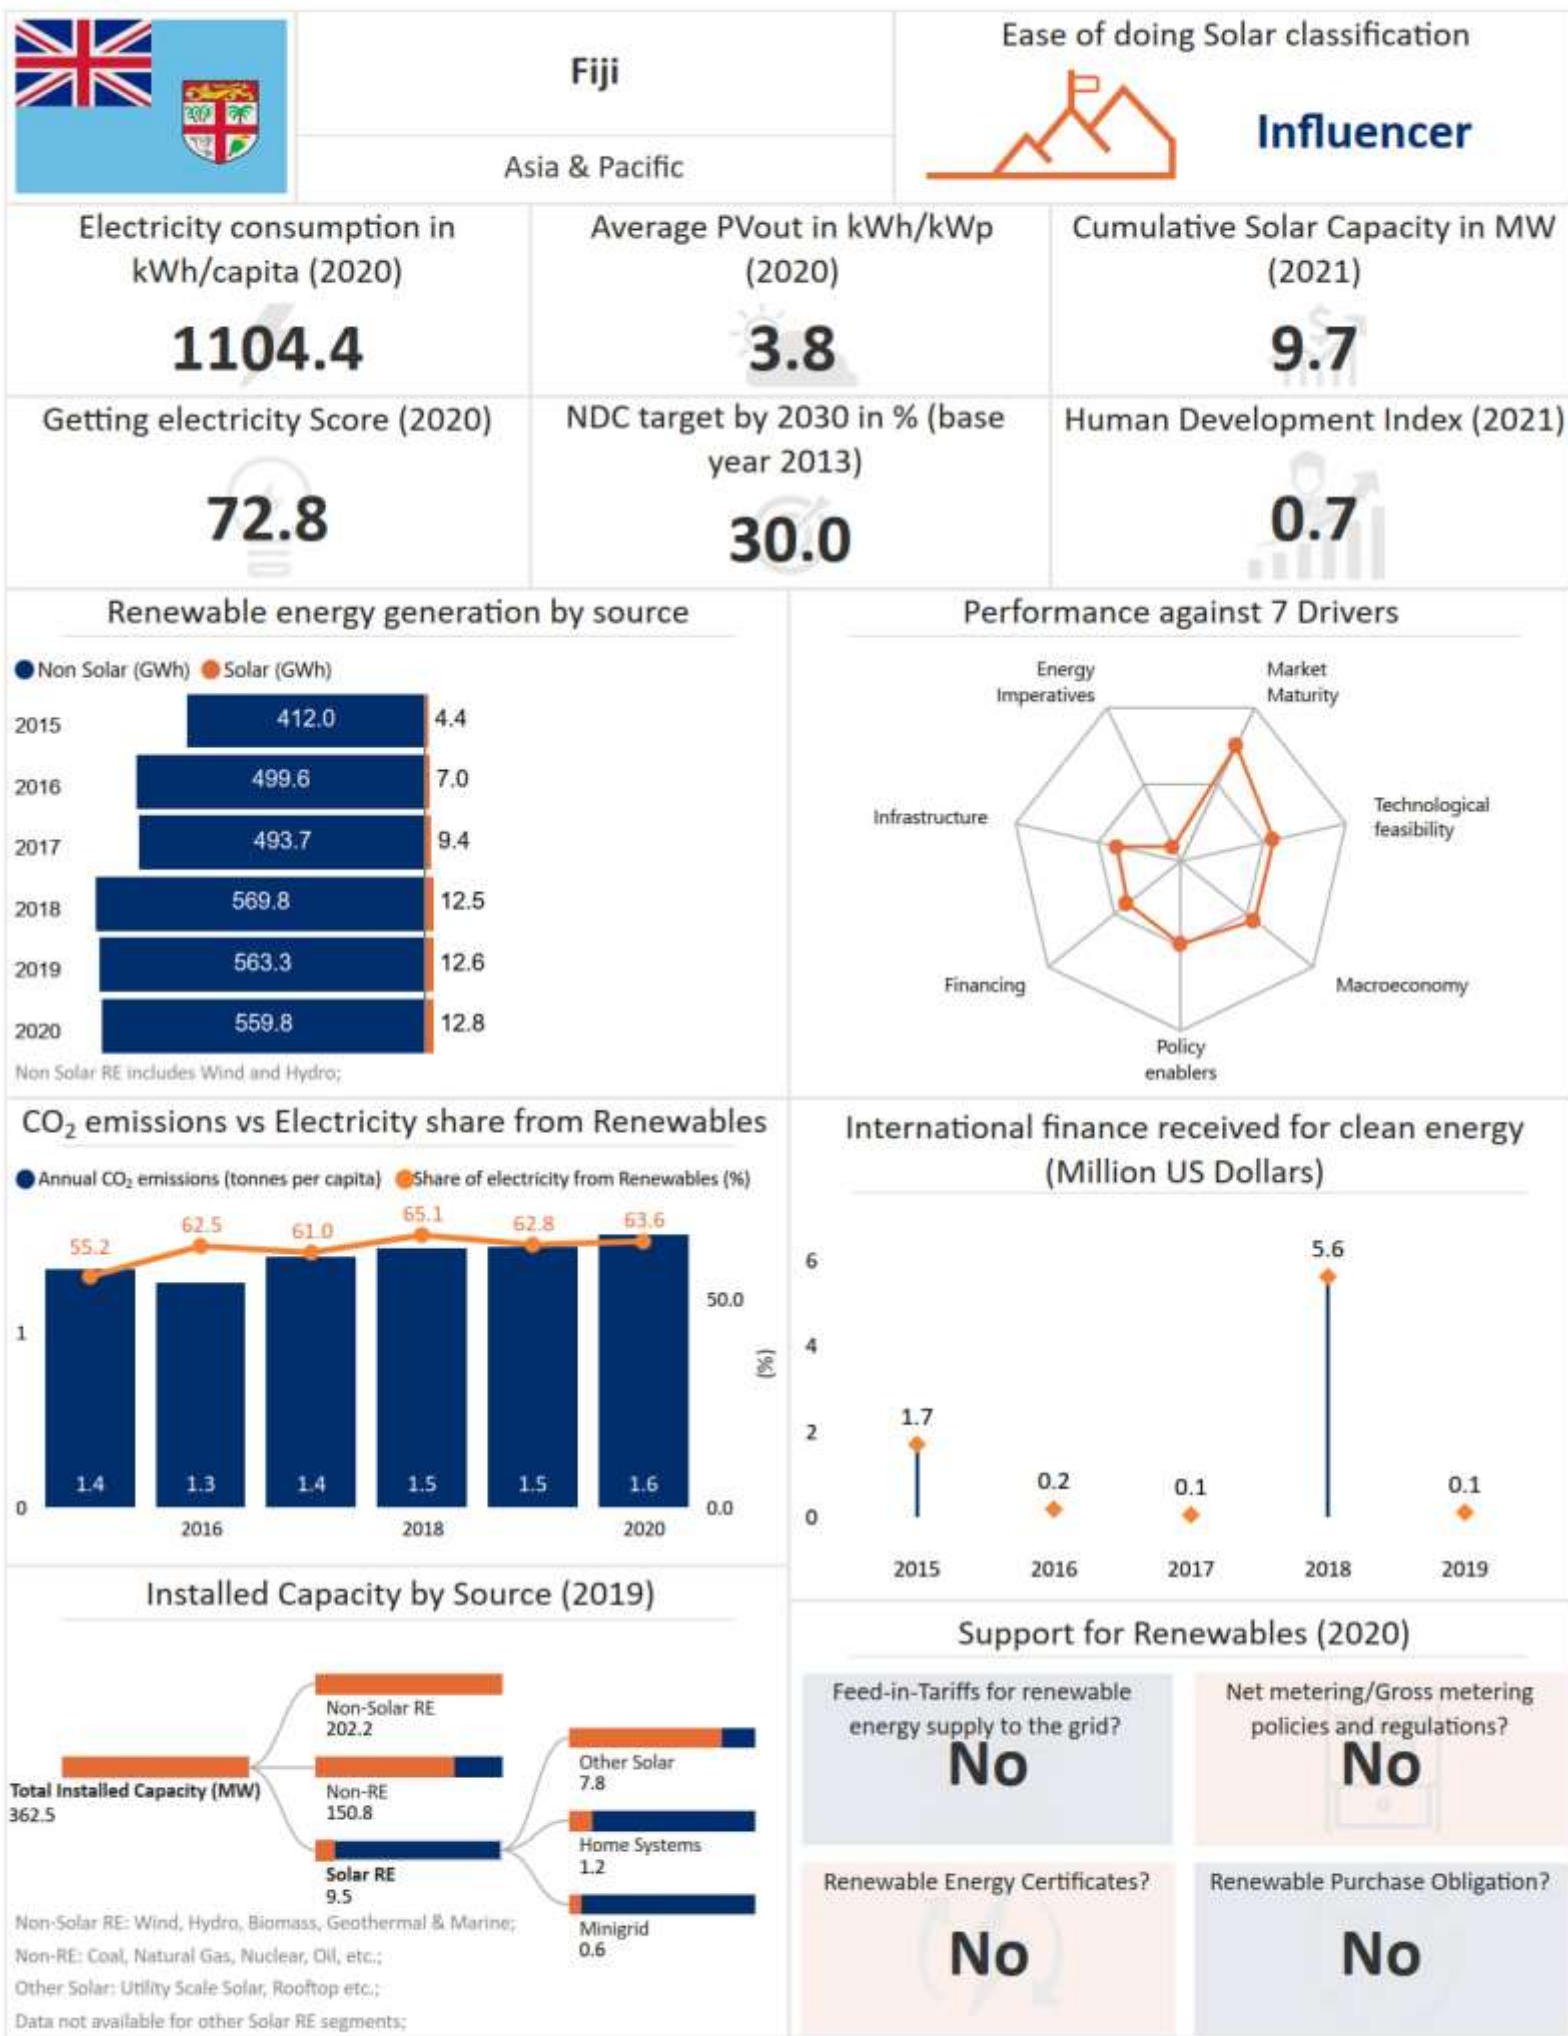 Fiji
Asia & Pacific
Ease of doing Solar classification
Influencer
Electricity consumption in
kWh/capita (2020)
1104.4
Average PVout in kWh/kWp
(2020)
3.8
Cumulative Solar Capacity in MW
(2021)
9.7
Getting electricity Score (2020)
72.8
NDC target by 2030 in % (base
year 2013)
30.0
Human Development Index (2021)
0.7
Renewable energy generation by source
Non Solar (GWh) Solar (GWh)
2015 412.0 4.4
2016 499.6 7.0
2017 493.7 9.4
2018 569.8 12.5
2019 563.3 12.6
2020 559.8 12.8
Non Solar RE includes Wind and Hydro;
Performance against 7 Drivers
Energy
Imperatives
Market
Maturity
Infrastructure
Technological
feasibility
Financing
Macroeconomy
Policy
enablers
CO₂ emissions vs Electricity share from Renewables
Annual CO₂ emissions (tonnes per capita) Share of electricity from Renewables (%)
55.2 62.5 61.0 65.1 62.8 63.6
50.0
1
(%)
1.4 1.3 1.4 1.5 1.5 1.6
0 0.0
2016 2018 2020
International finance received for clean energy
(Million US Dollars)
6
4
2
0
1.7 0.2 0.1 5.6 0.1
2015 2016 2017 2018 2019
Installed Capacity by Source (2019)
Total Installed Capacity (MW)
362.5
Non-Solar RE
202.2
Non-RE
150.8
Solar RE
9.5
Other Solar
7.8
Home Systems
1.2
Minigrid
0.6
Non-Solar RE: Wind, Hydro, Biomass, Geothermal & Marine;
Non-RE: Coal, Natural Gas, Nuclear, Oil, etc.;
Other Solar: Utility Scale Solar, Rooftop etc.;
Data not available for other Solar RE segments;
Support for Renewables (2020)
Feed-in-Tariffs for renewable
energy supply to the grid?
No
Net metering/Gross metering
policies and regulations?
No
Renewable Energy Certificates?
No
Renewable Purchase Obligation?
No